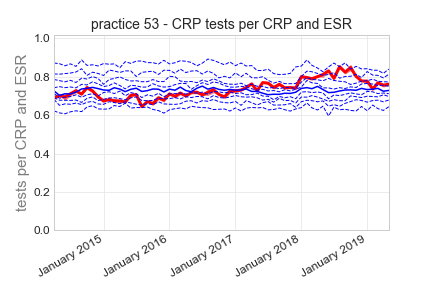 practice 53 - CRP tests per CRP and ESR
tests per CRP and ESR
1.0
0.8
0.6
0.4
0.2
0.0
January 2015
January 2016
January 2017
January 2018
January 2019